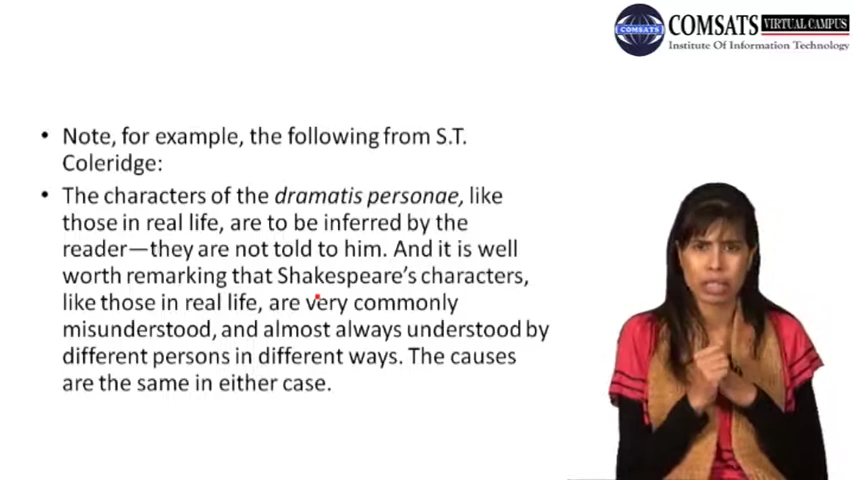 COMSATS VIRTUAL CAMPUS
COMSATS
Institute Of Information Technology
• Note, for example, the following from S.T.
Coleridge:
• The characters of the dramatis personae, like
those in real life, are to be inferred by the
reader—they are not told to him. And it is well
worth remarking that Shakespeare's characters,
like those in real life, are very commonly
misunderstood, and almost always understood by
different persons in different ways. The causes
are the same in either case.